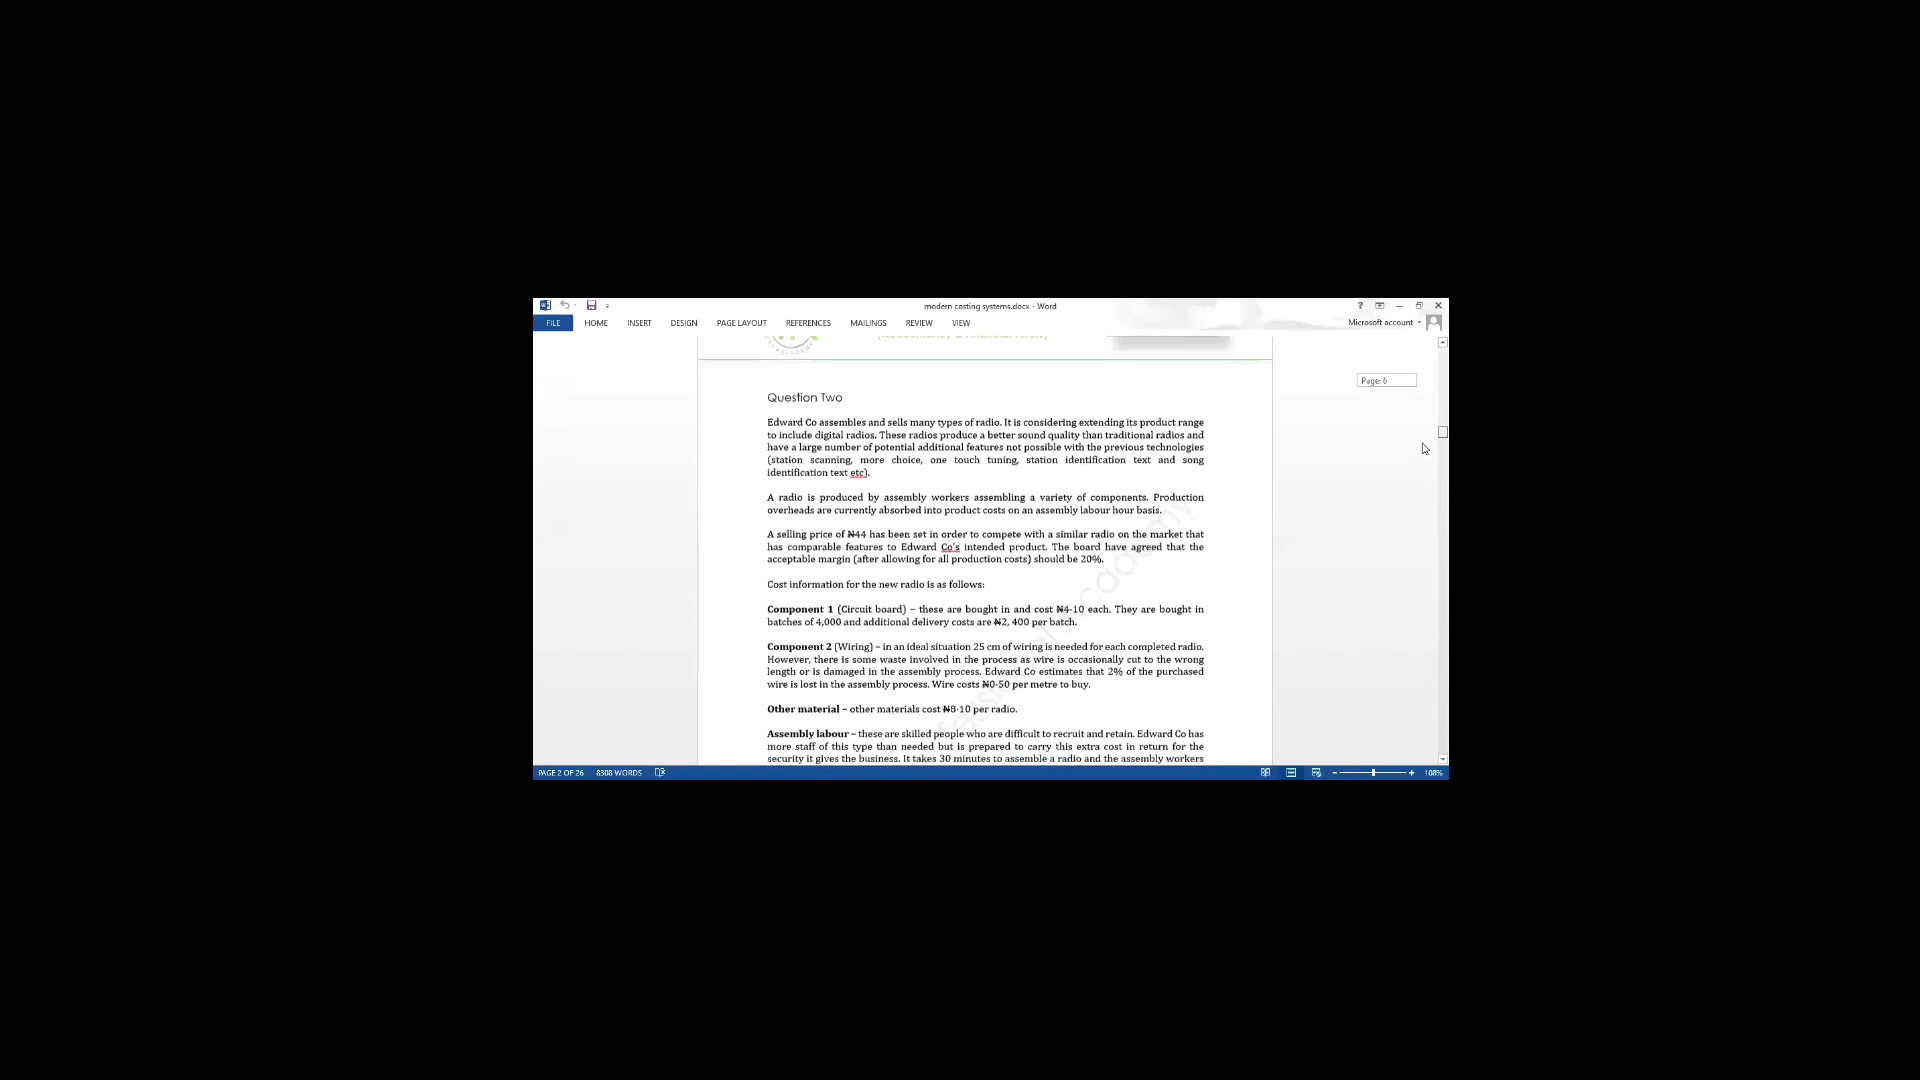 modern costing systems.docx - Word
FILE HOME INSERT DESIGN PAGE LAYOUT REFERENCES MAILINGS REVIEW VIEW Microsoft account
Page: 6
Question Two
Edward Co assembles and sells many types of radio. It is considering extending its product range
to include digital radios. These radios produce a better sound quality than traditional radios and
have a large number of potential additional features not possible with the previous technologies
(station scanning, more choice, one touch tuning, station identification text and song
identification text etc).
A radio is produced by assembly workers assembling a variety of components. Production
overheads are currently absorbed into product costs on an assembly labour hour basis.
A selling price of ₦44 has been set in order to compete with a similar radio on the market that
has comparable features to Edward Co's intended product. The board have agreed that the
acceptable margin (after allowing for all production costs) should be 20%.
Cost information for the new radio is as follows:
Component 1 (Circuit board) – these are bought in and cost ₦4·10 each. They are bought in
batches of 4,000 and additional delivery costs are ₦2, 400 per batch.
Component 2 (Wiring) – in an ideal situation 25 cm of wiring is needed for each completed radio.
However, there is some waste involved in the process as wire is occasionally cut to the wrong
length or is damaged in the assembly process. Edward Co estimates that 2% of the purchased
wire is lost in the assembly process. Wire costs ₦0·50 per metre to buy.
Other material – other materials cost ₦8·10 per radio.
Assembly labour – these are skilled people who are difficult to recruit and retain. Edward Co has
more staff of this type than needed but is prepared to carry this extra cost in return for the
security it gives the business. It takes 30 minutes to assemble a radio and the assembly workers
PAGE 2 OF 26 8308 WORDS 108%